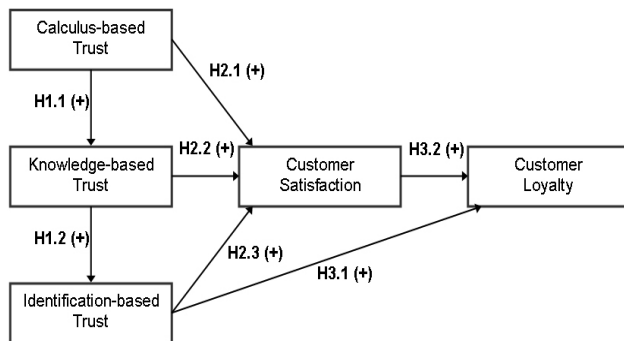 Calculus-based
Trust
H2.1 (+)
H1.1 (+)
Knowledge-based
Trust
H2.2 (+)
Customer
Satisfaction
H3.2 (+)
Customer
Loyalty
H1.2 (+)
H2.3 (+)
H3.1 (+)
Identification-based
Trust